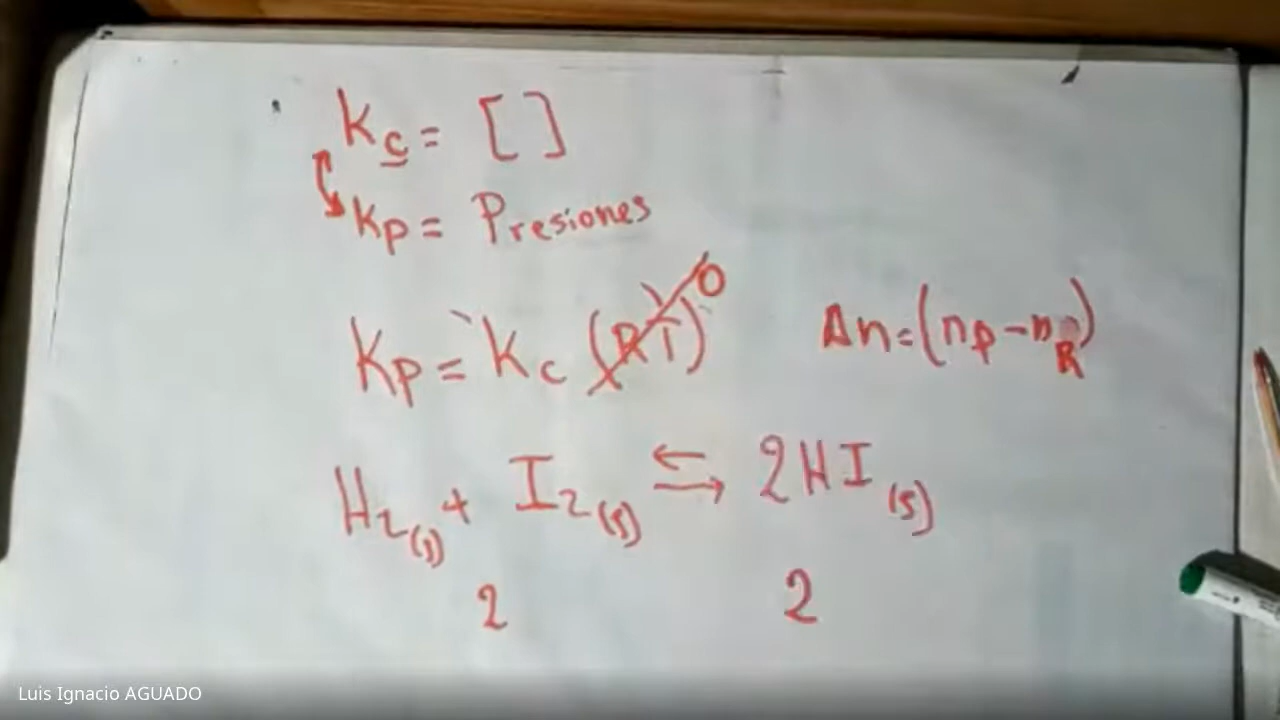 Kc = [ ]
Kp = Presiones
Kp = Kc (RT)⁰ Δn=(nP-nR)
H2(g) + I2(g) ⇆ 2HI(g)
2 2
Luis Ignacio AGUADO